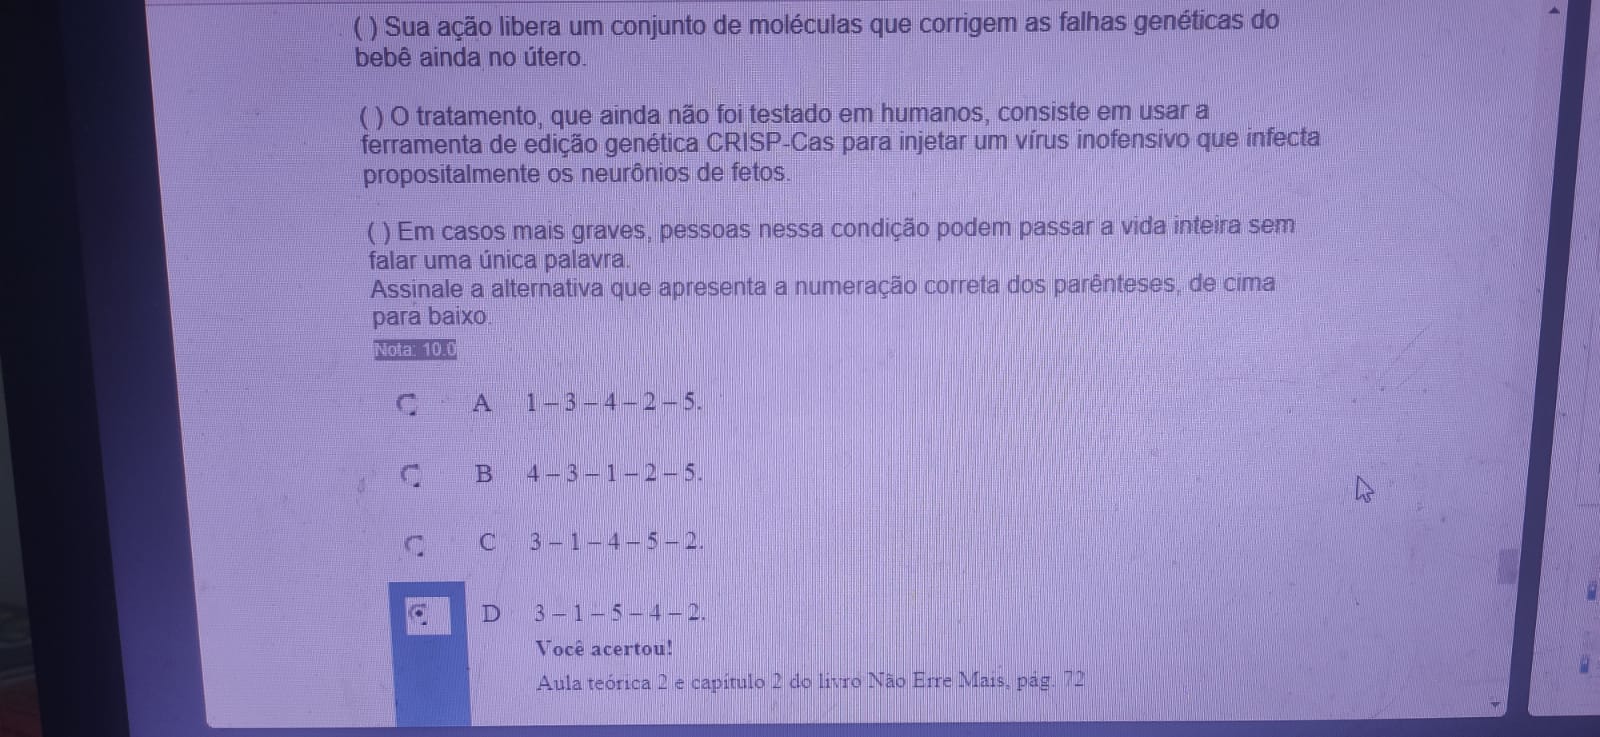 ( ) Sua ação libera um conjunto de moléculas que corrigem as falhas genéticas do
bebê ainda no útero.
( ) O tratamento, que ainda não foi testado em humanos, consiste em usar a
ferramenta de edição genética CRISP-Cas para injetar um vírus inofensivo que infecta
propositalmente os neurônios de fetos.
( ) Em casos mais graves, pessoas nessa condição podem passar a vida inteira sem
falar uma única palavra.
Assinale a alternativa que apresenta a numeração correta dos parênteses, de cima
para baixo.
Nota: 10.0
A 1 – 3 – 4 – 2 – 5.
B 4 – 3 – 1 – 2 – 5.
C 3 – 1 – 4 – 5 – 2.
D 3 – 1 – 5 – 4 – 2.
Você acertou!
Aula teórica 2 e capítulo 2 do livro Não Erre Mais, pág. 72